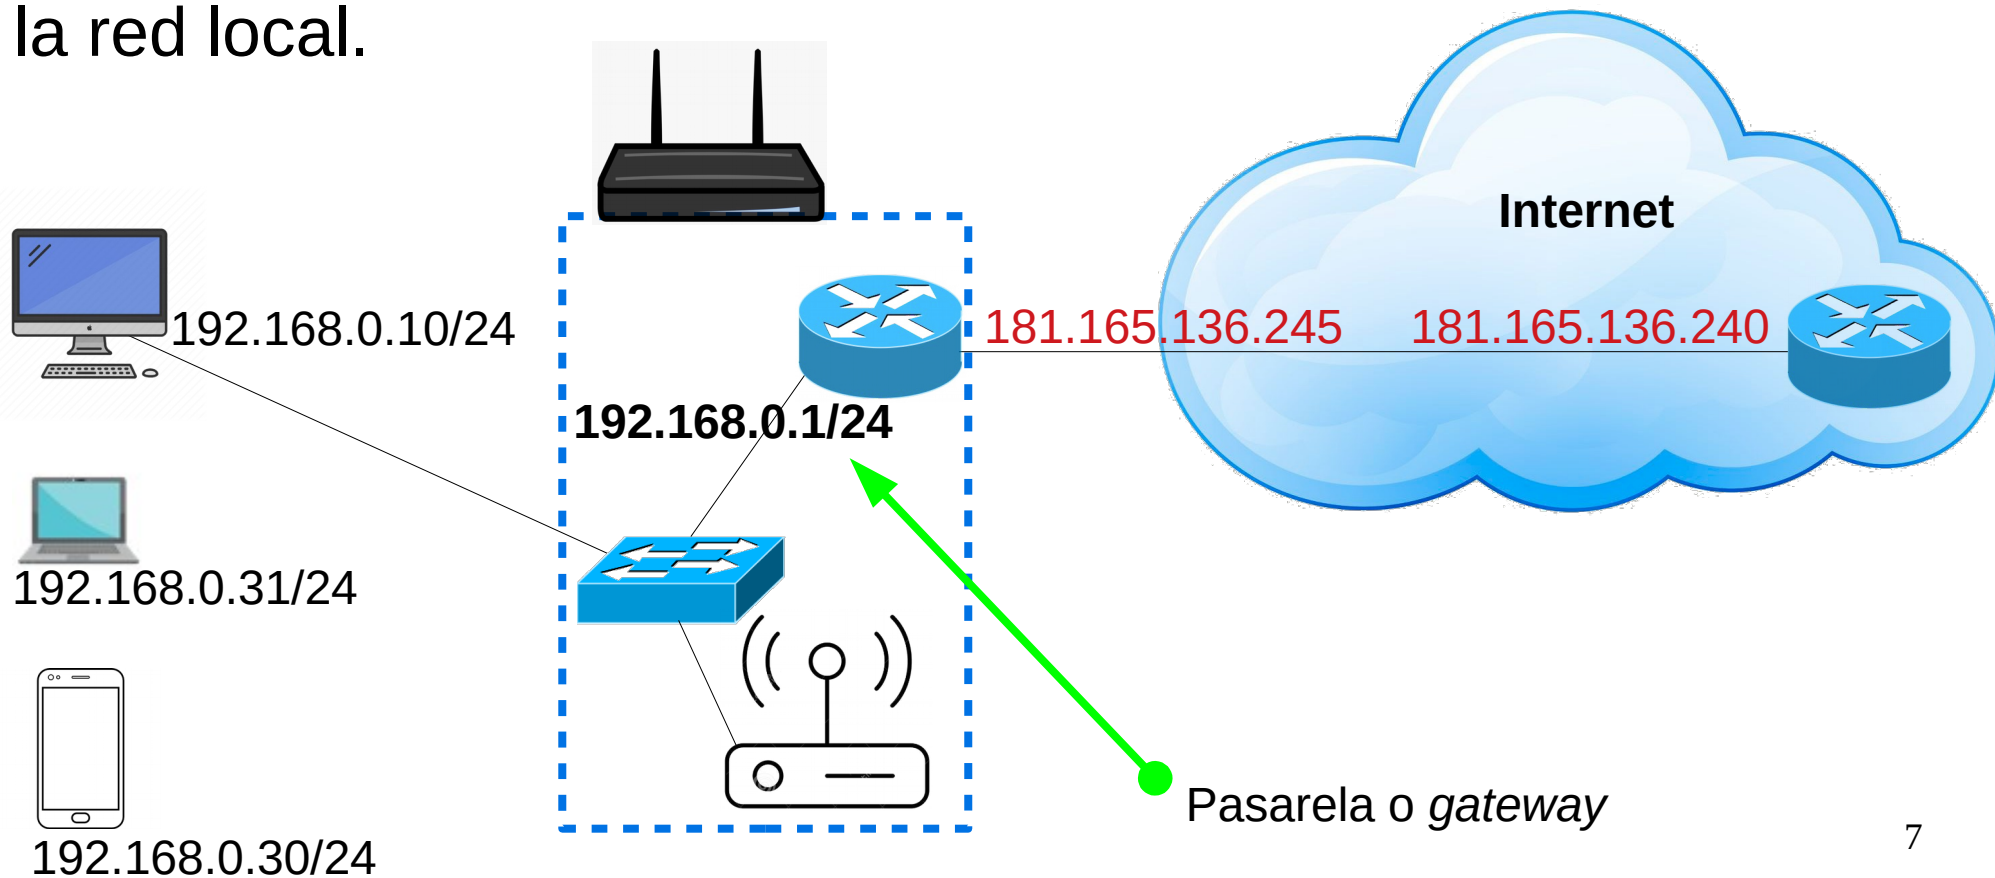 la red local.
Internet
192.168.0.10/24
181.165.136.245
181.165.136.240
192.168.0.1/24
192.168.0.31/24
Pasarela o gateway
7
192.168.0.30/24